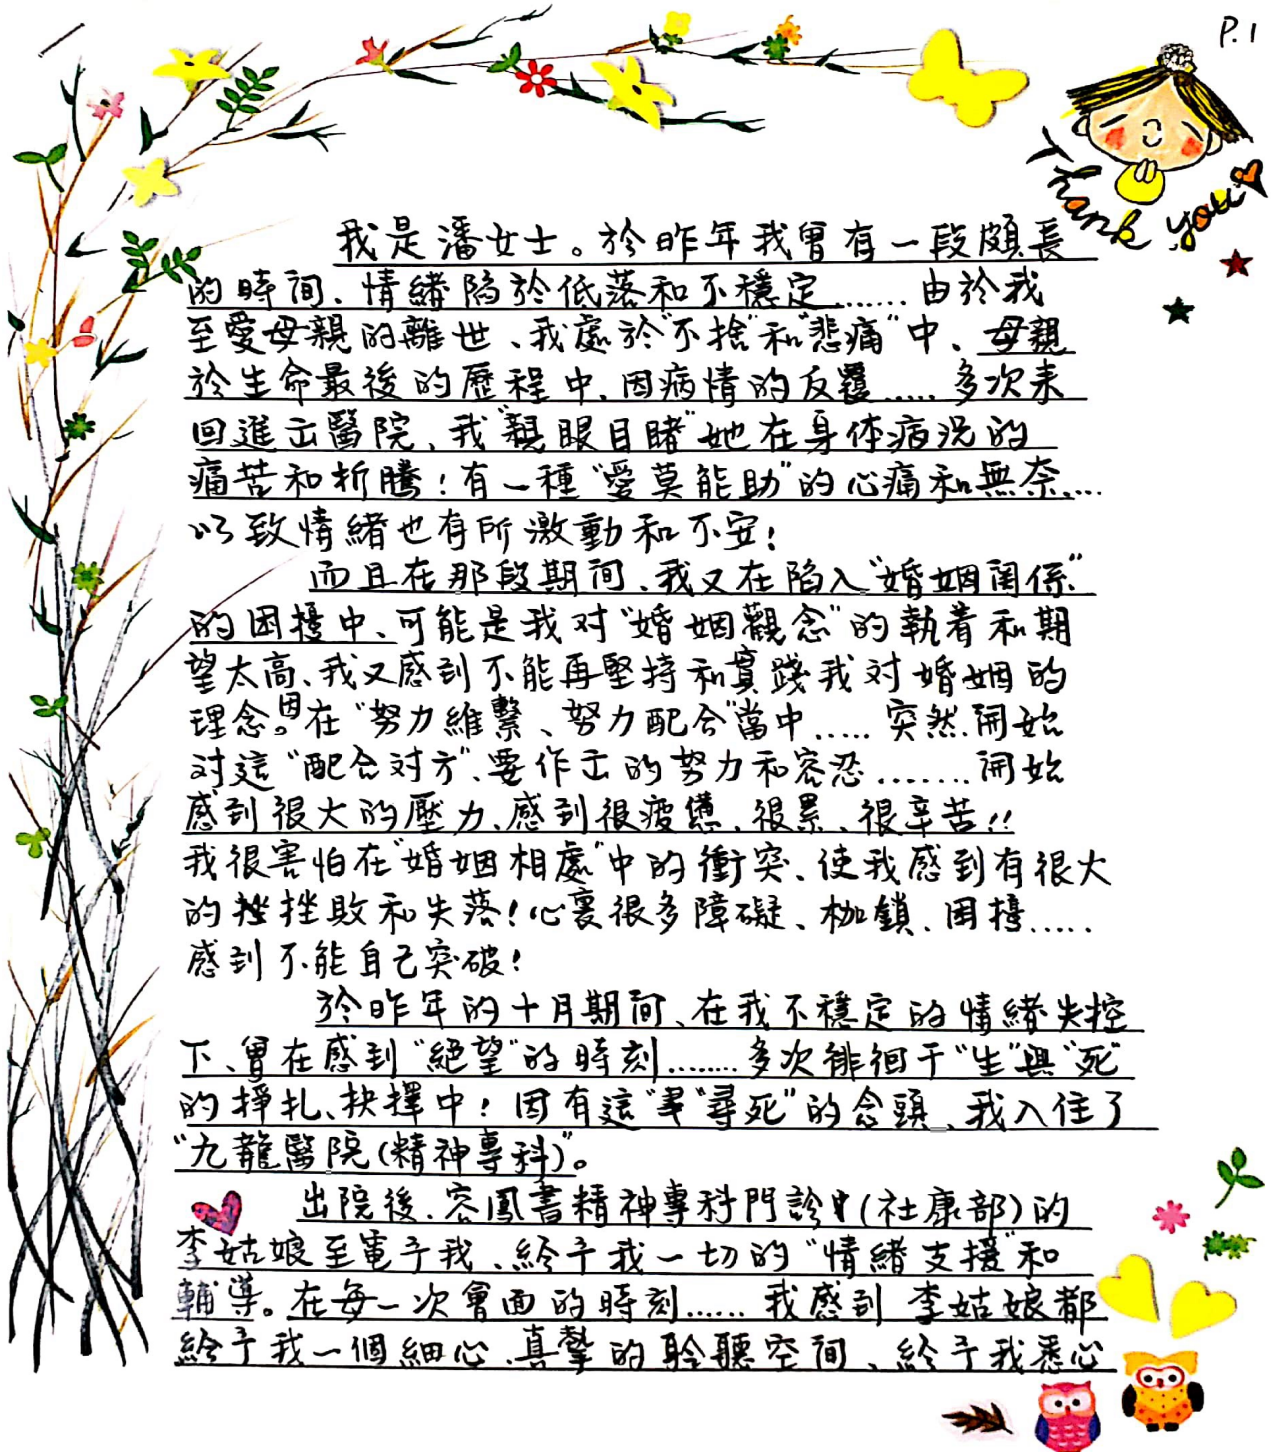 P.1
Thank you
我是潘女士。於昨年我曾有一段頗長
的時间、情緒陷於低落和不穩定.......由於我
至愛母親的離世、我處於"不捨"和"悲痛"中、母親
於生命最後的歷程中、因病情的反覆.....多次来
回進出醫院、我"親眼目睹"她在身体病況的
痛苦和折騰！有一種"愛莫能助"的心痛和無奈....
以致情緒也有所激動和不安！
而且在那段期间、我又在陷入"婚姻関係"
的困擾中、可能是我对"婚姻觀念"的執着和期
望太高、我又感到不能再堅持和實踐我对婚姻的
理念。因在"努力維繫、努力配合"當中.....突然開始
对這"配合对方"、要作出的努力和容忍.......開始
感到很大的壓力、感到很疲憊、很累、很辛苦!!
我很害怕在"婚姻相處"中的衝突、使我感到有很大
的挫敗和失落！心裏很多障礙、枷鎖、困擾.....
感到不能自己突破！
於昨年的十月期间、在我不穩定的情緒失控
下、曾在感到"絕望"的時刻.......多次徘徊于"生"與"死"
的掙扎、抉擇中！因有這"尋死"的念頭、我入住了
"九龍醫院(精神專科)"。
出院後、容鳳書精神專科門診(社康部)的
李姑娘至電予我、給予我一切的"情緒支援"和
輔導。在每一次會面的時刻......我感到李姑娘都
給予我一個細心、真摯的聆聽空间、給予我悉心